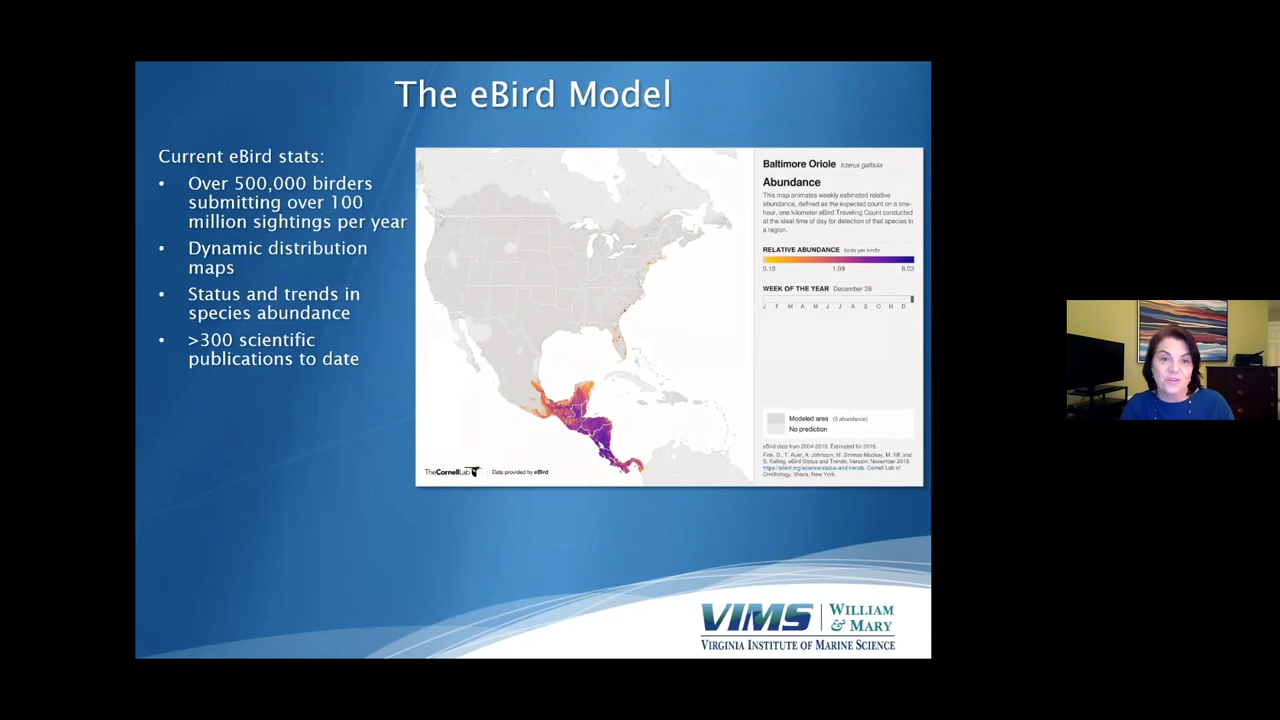 The eBird Model
Current eBird stats:
• Over 500,000 birders
submitting over 100
million sightings per year
• Dynamic distribution
maps
• Status and trends in
species abundance
• >300 scientific
publications to date
Baltimore Oriole Icterus galbula
Abundance
This map animates weekly estimated relative
abundance, defined as the expected count on a one-
hour, one kilometer eBird Traveling Count conducted
at the ideal time of day for detection of that species in
a region.
RELATIVE ABUNDANCE birds per km/hr
0.18 1.09 8.03
WEEK OF THE YEAR December 28
J F M A M J J A S O N D
Modeled area (0 abundance)
No prediction
eBird data from 2004-2018. Estimated for 2018.
Fink, D., T. Auer, A. Johnston, M. Strimas-Mackey, M. Iliff, and
S. Kelling. eBird Status and Trends. Version: November 2018.
https://ebird.org/science/status-and-trends. Cornell Lab of
Ornithology, Ithaca, New York.
TheCornellLab Data provided by eBird
VIMS WILLIAM
& MARY
VIRGINIA INSTITUTE OF MARINE SCIENCE